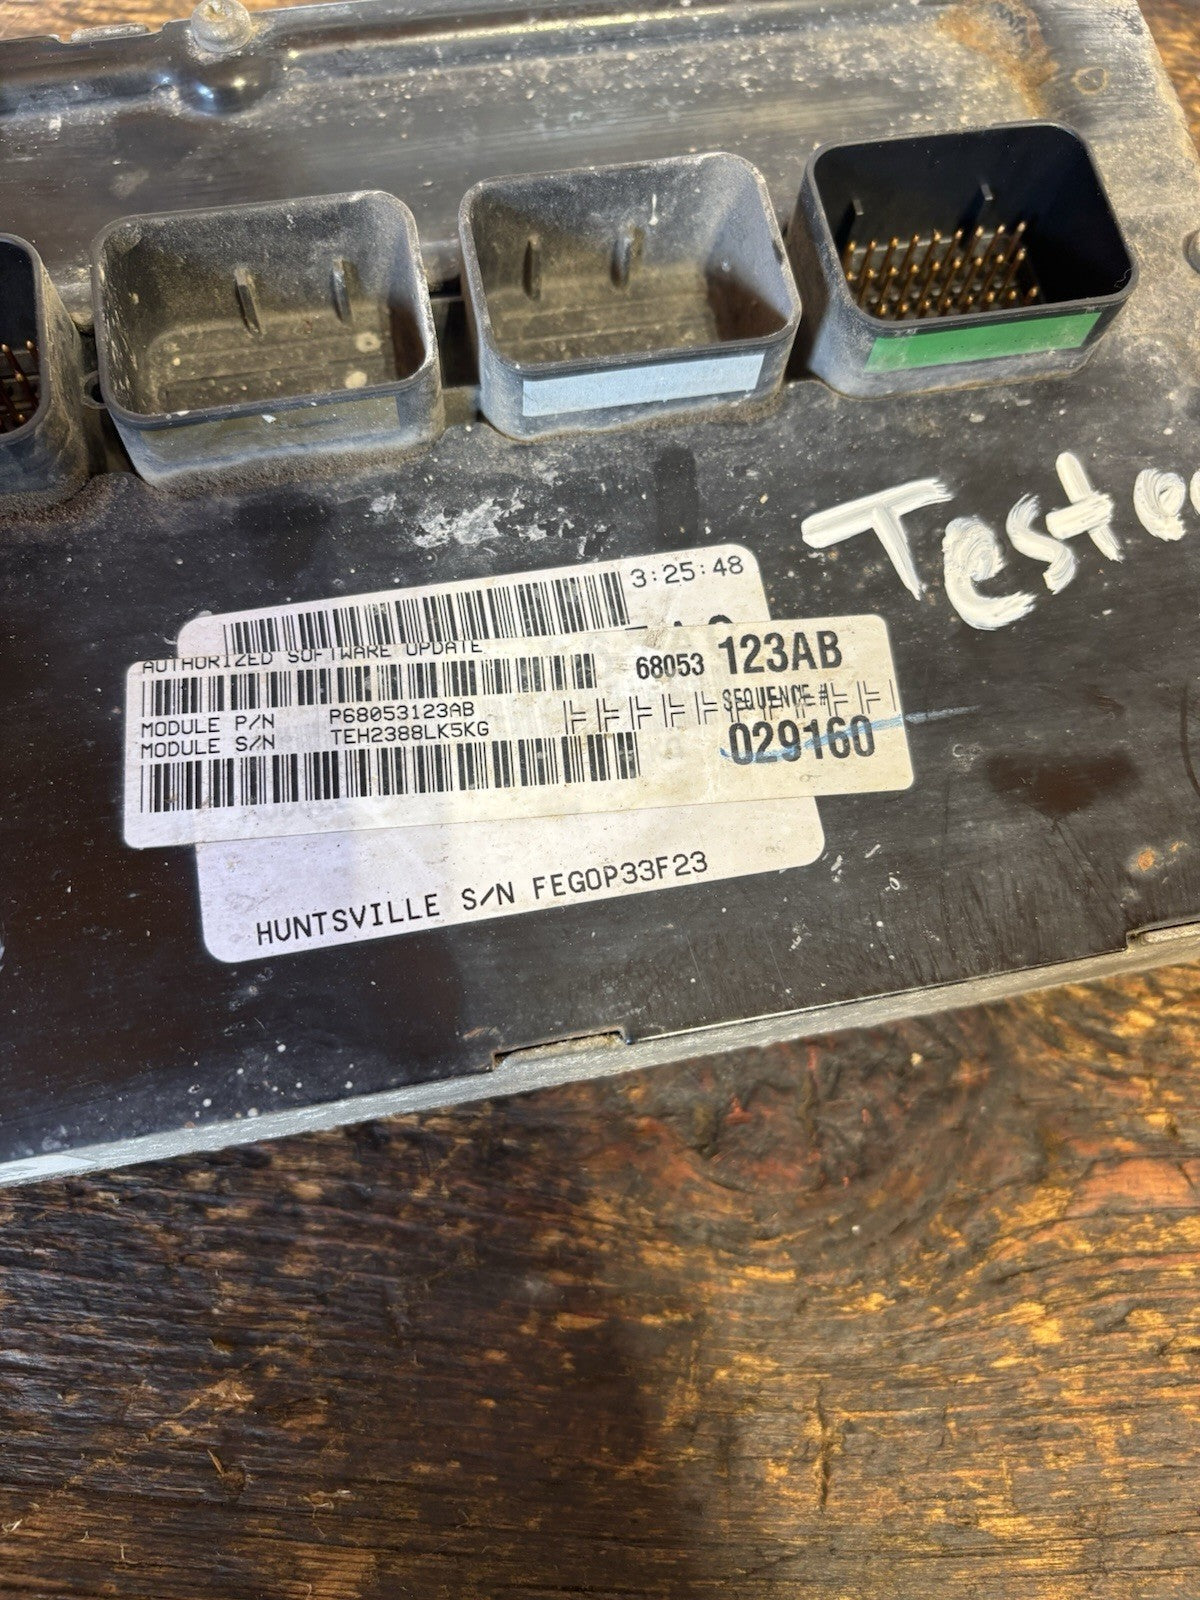 Teste
3:25:48
AUTHORIZED SOFTWARE UPDATE
68053 123AB
MODULE P/N P68053123AB
SEQUENCE #
MODULE S/N TEH2388LK5KG
029160
HUNTSVILLE S/N FEGOP33F23